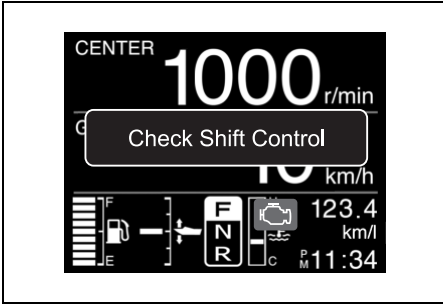 CENTER
1000 r/min
G
Check Shift Control
km/h
F
E
F
N
R
C
123.4
km/l
PM 11:34